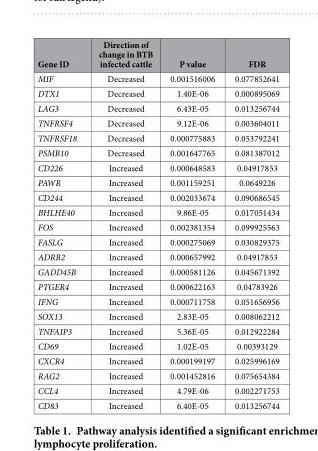 for full legend).
Gene ID Direction of change in BTB infected cattle P value FDR
MIF Decreased 0.001516006 0.077852641
DTX1 Decreased 1.40E-06 0.000895069
LAG3 Decreased 6.43E-05 0.013256744
TNFRSF4 Decreased 9.12E-06 0.003604011
TNFRSF18 Decreased 0.000775883 0.053792241
PSMB10 Decreased 0.001647765 0.081387012
CD226 Increased 0.000648583 0.04917853
PAWR Increased 0.001159251 0.0649226
CD244 Increased 0.002033674 0.090686545
BHLHE40 Increased 9.86E-05 0.017051434
FOS Increased 0.002381354 0.099925563
FASLG Increased 0.000275069 0.030829375
ADRB2 Increased 0.000657992 0.04917853
GADD45B Increased 0.000581126 0.045671392
PTGER4 Increased 0.000622163 0.04783926
IFNG Increased 0.000711758 0.051656956
SOX13 Increased 2.83E-05 0.008062212
TNFAIP3 Increased 5.36E-05 0.012922284
CD69 Increased 1.02E-05 0.00393129
CXCR4 Increased 0.000199197 0.025996169
RAG2 Increased 0.001452816 0.075654384
CCL4 Increased 4.79E-06 0.002271753
CD83 Increased 6.40E-05 0.013256744
Table 1. Pathway analysis identified a significant enrichmen
lymphocyte proliferation.